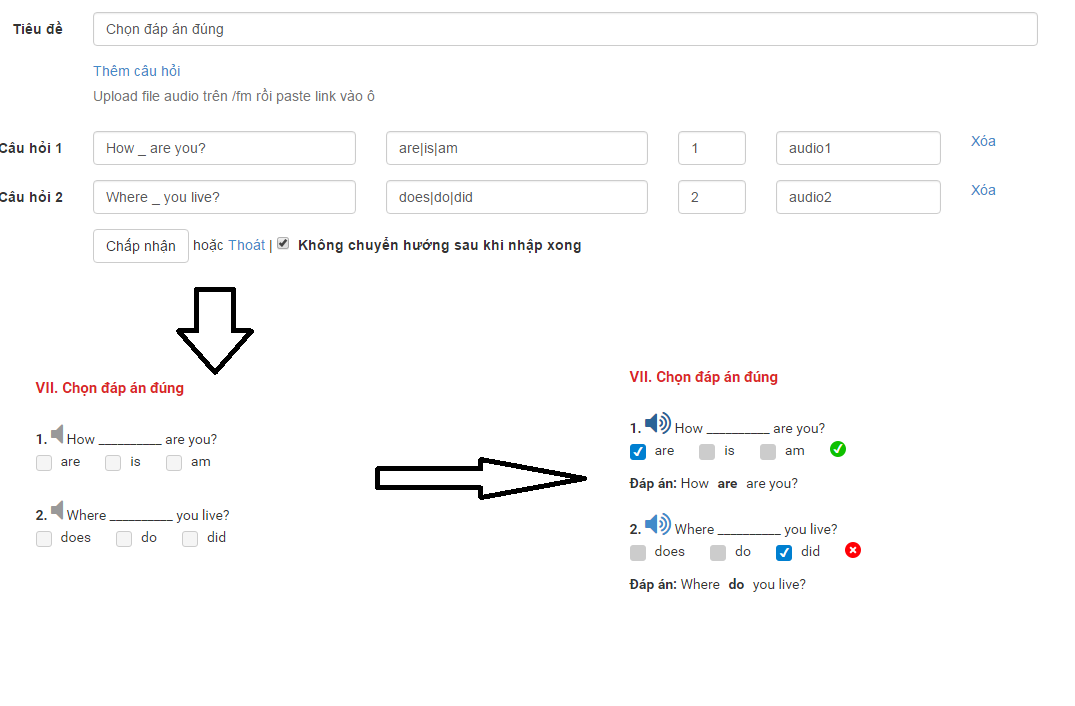 Tiêu đề Chọn đáp án đúng
Thêm câu hỏi
Upload file audio trên /fm rồi paste link vào ô
Câu hỏi 1 How _ are you? are|is|am 1 audio1 Xóa
Câu hỏi 2 Where _ you live? does|do|did 2 audio2 Xóa
Chấp nhận hoặc Thoát | Không chuyển hướng sau khi nhập xong
VII. Chọn đáp án đúng
1. How _________ are you?
are is am
2. Where _________ you live?
does do did
VII. Chọn đáp án đúng
1. How _________ are you?
are is am
Đáp án: How are are you?
2. Where _________ you live?
does do did
Đáp án: Where do you live?